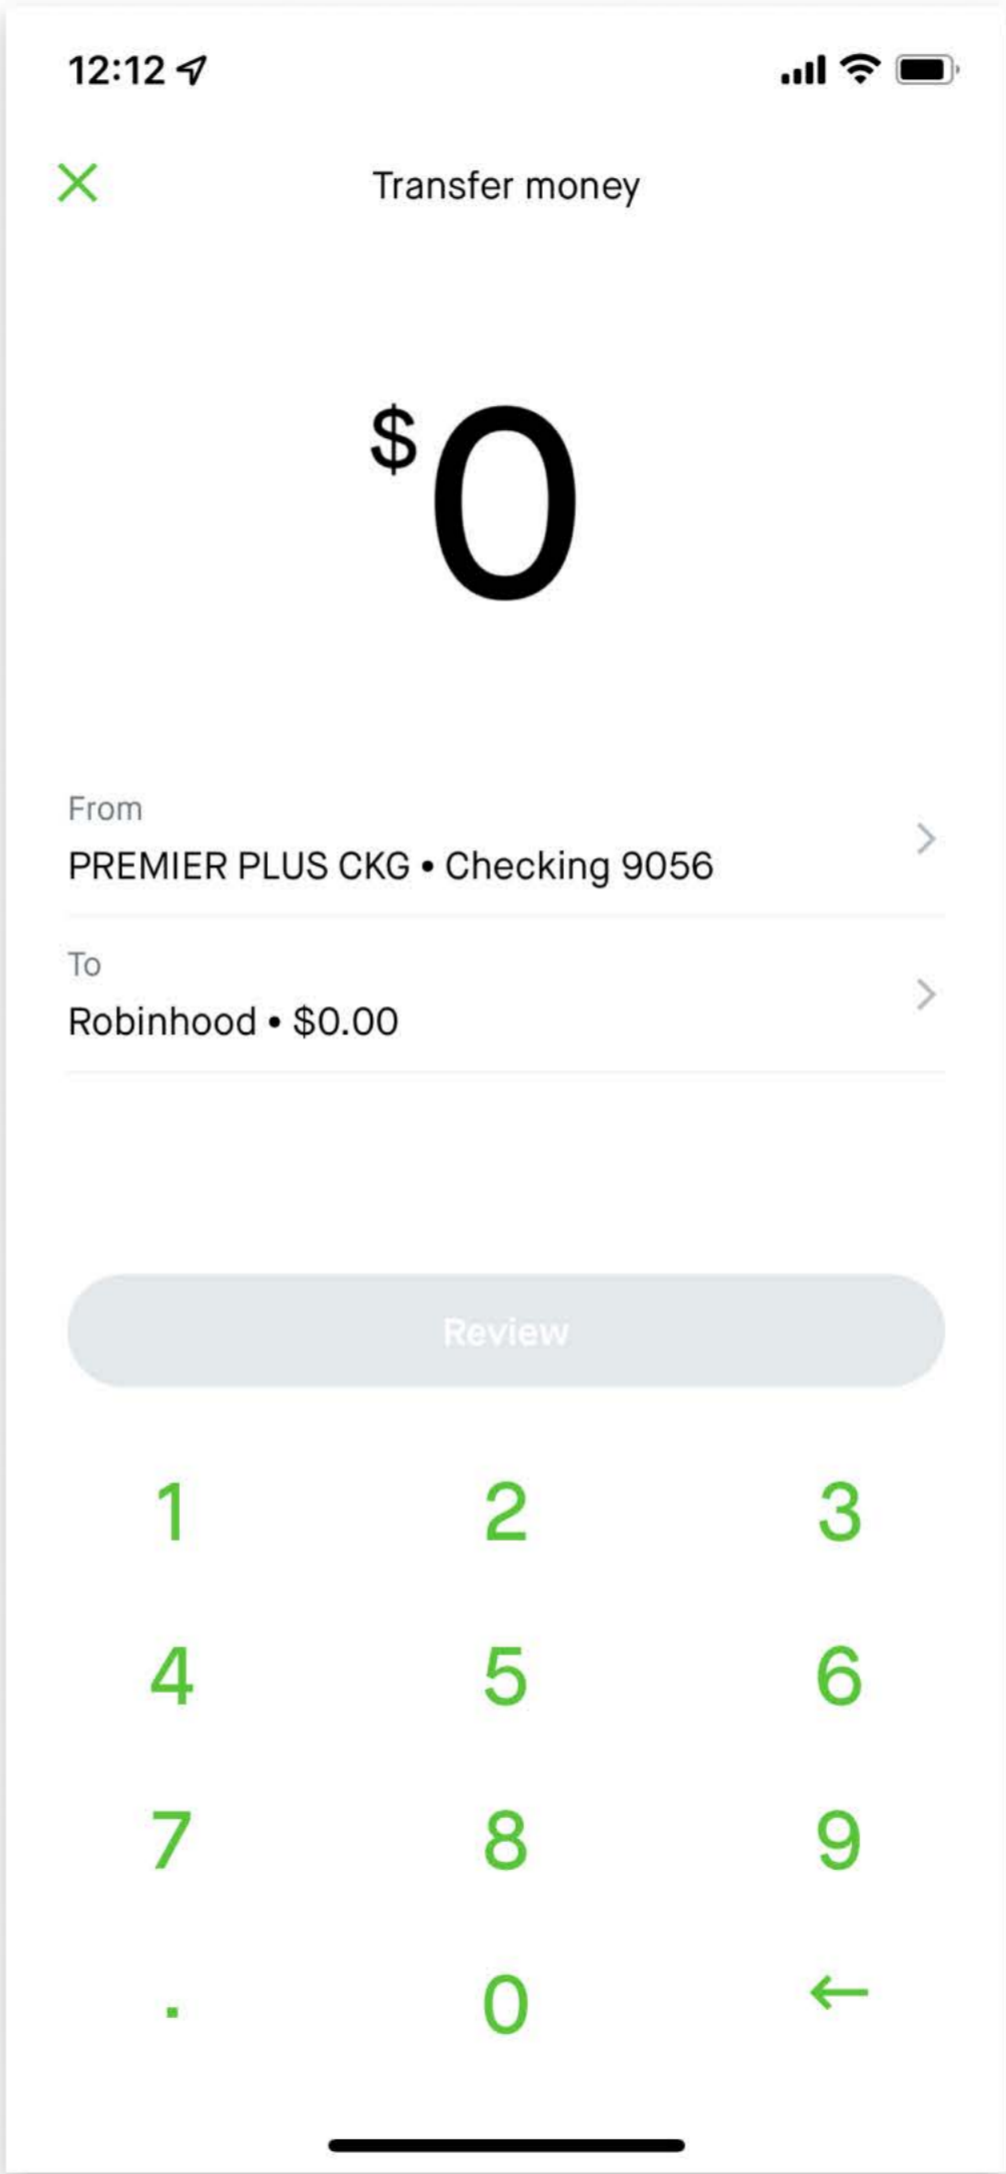 12:12
Transfer money
$0
From
PREMIER PLUS CKG • Checking 9056
To
Robinhood • $0.00
Review
1 2 3
4 5 6
7 8 9
. 0 ←